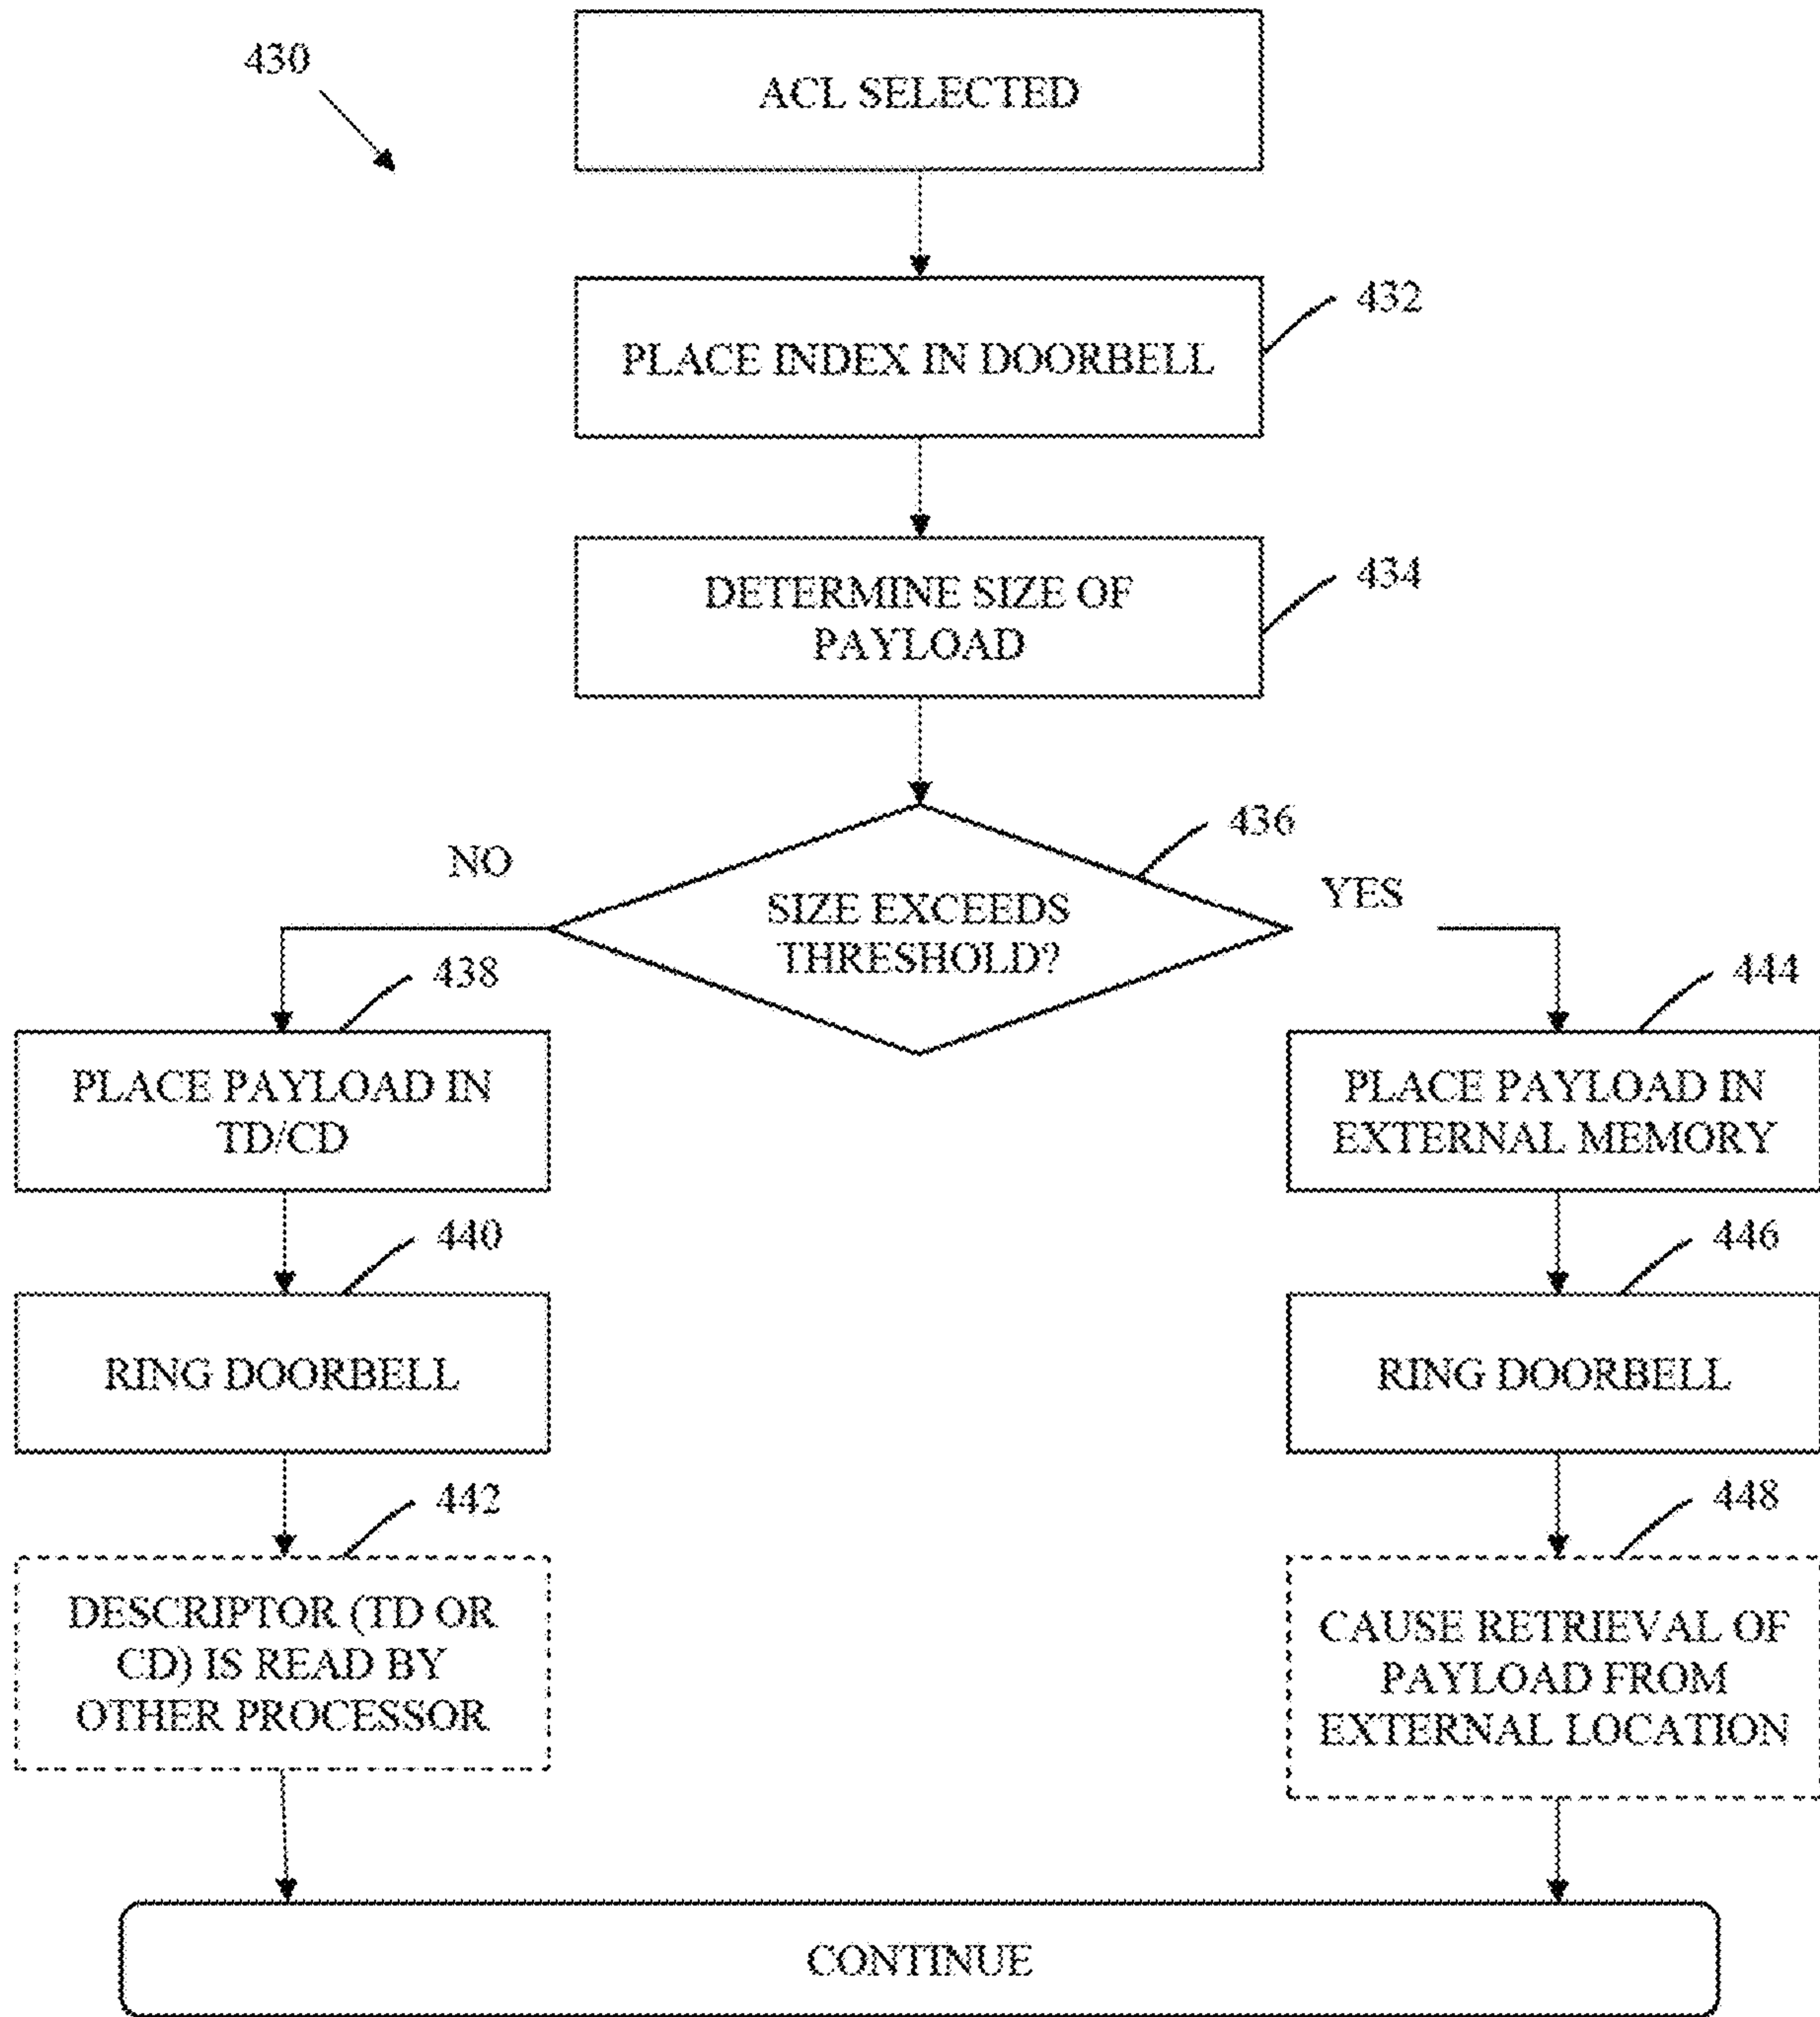 430
ACL SELECTED
432
PLACE INDEX IN DOORBELL
434
DETERMINE SIZE OF
PAYLOAD
436
NO
YES
SIZE EXCEEDS
THRESHOLD?
438
444
PLACE PAYLOAD IN
TD/CD
PLACE PAYLOAD IN
EXTERNAL MEMORY
440
446
RING DOORBELL
RING DOORBELL
442
448
DESCRIPTOR (TD OR
CD) IS READ BY
OTHER PROCESSOR
CAUSE RETRIEVAL OF
PAYLOAD FROM
EXTERNAL LOCATION
CONTINUE